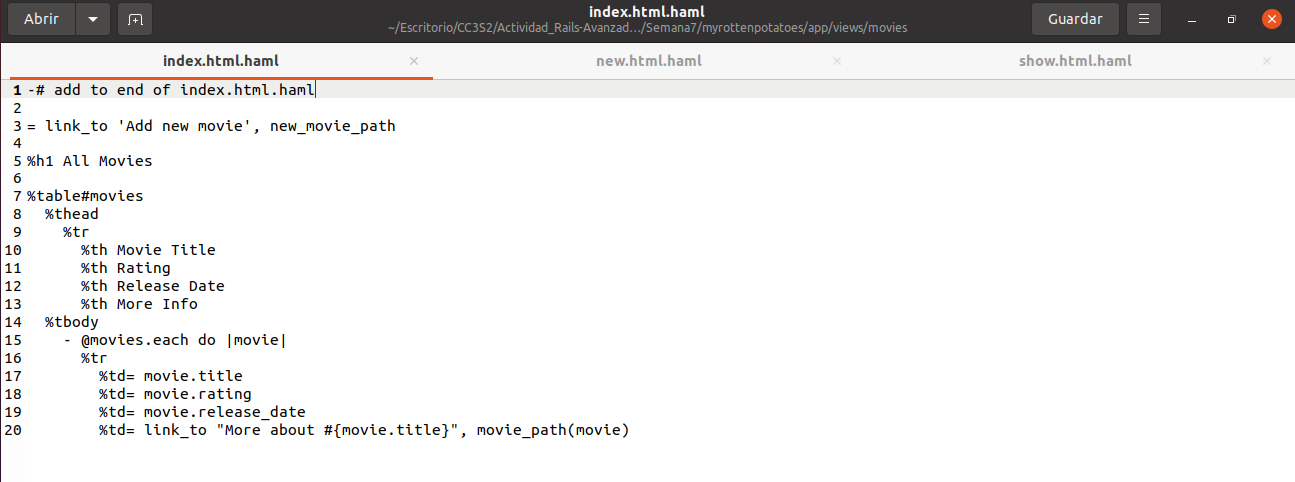 Abrir
index.html.haml
~/Escritorio/CC3S2/Actividad_Rails-Avanzad…/Semana7/myrottenpotatoes/app/views/movies
Guardar
index.html.haml × new.html.haml × show.html.haml ×
1 -# add to end of index.html.haml
2
3 = link_to 'Add new movie', new_movie_path
4
5 %h1 All Movies
6
7 %table#movies
8   %thead
9     %tr
10       %th Movie Title
11       %th Rating
12       %th Release Date
13       %th More Info
14   %tbody
15     - @movies.each do |movie|
16       %tr
17         %td= movie.title
18         %td= movie.rating
19         %td= movie.release_date
20         %td= link_to "More about #{movie.title}", movie_path(movie)